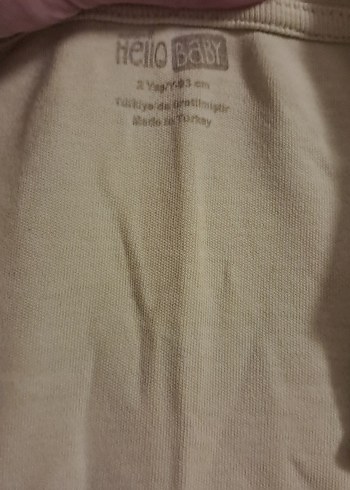 Hello BABY
2 Yaş/Y-93 cm
Türkiye'de üretilmiştir
Made in Turkey